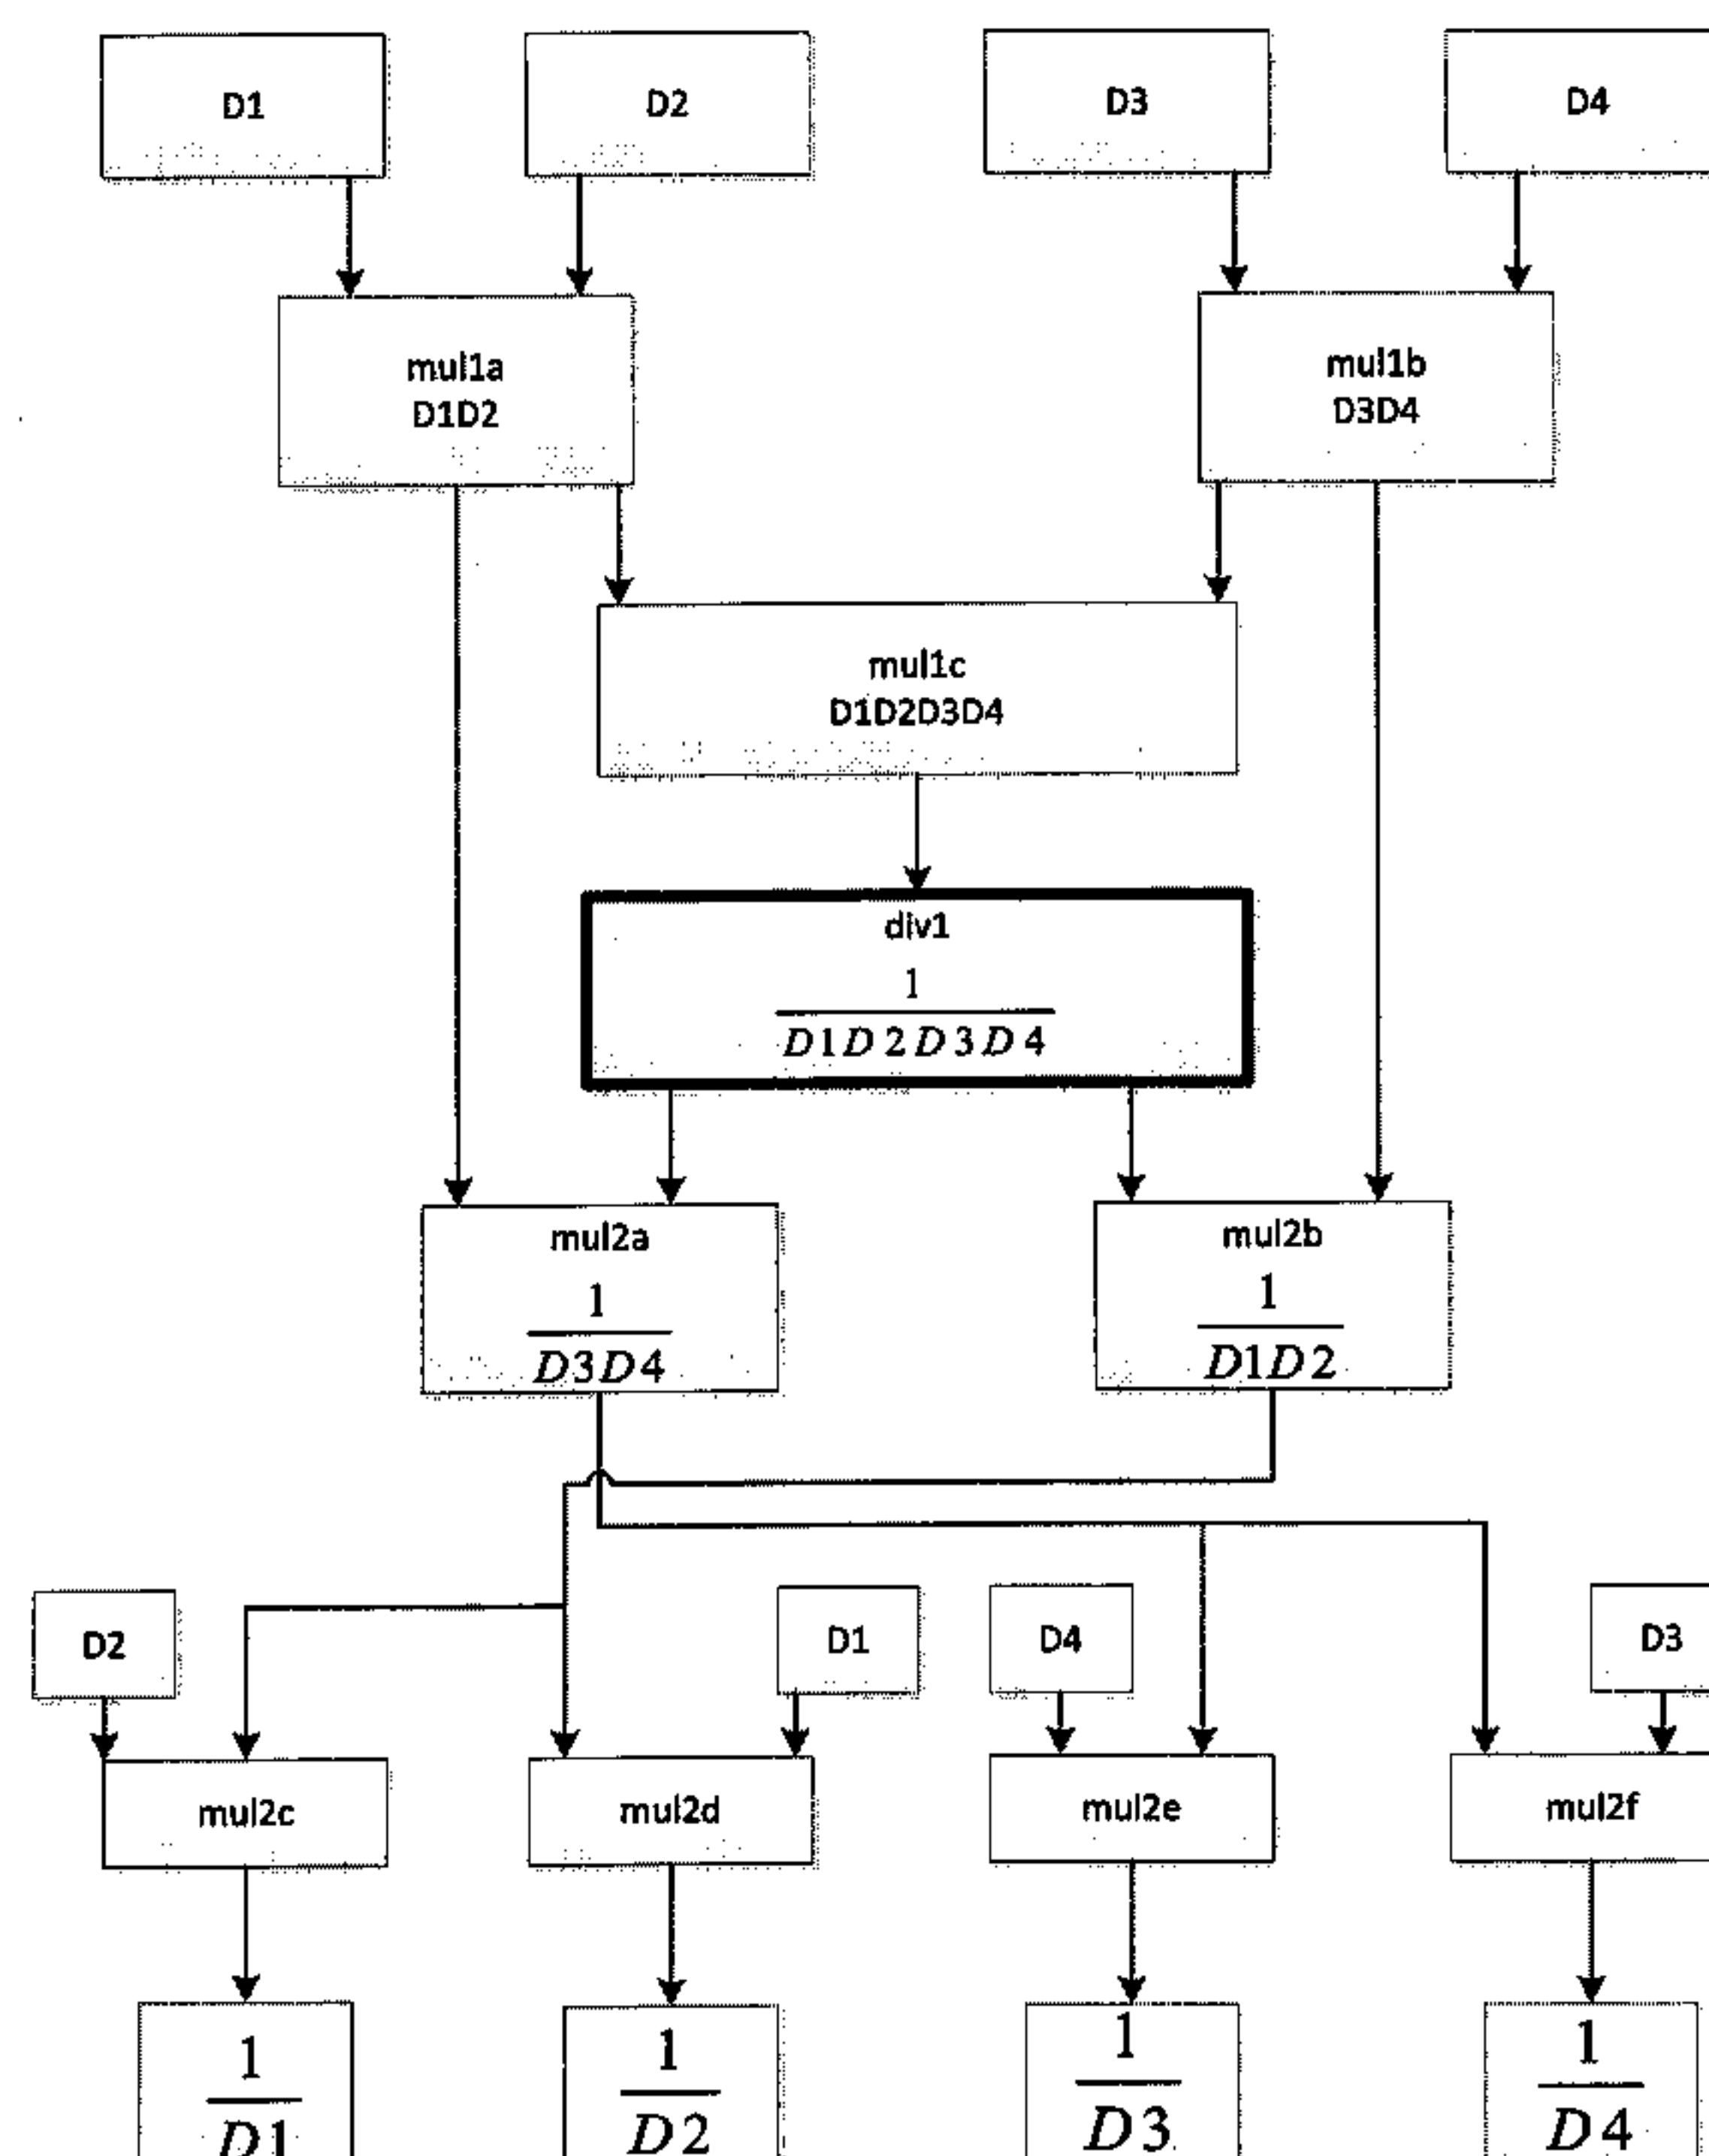 D1
D2
D3
D4
mul1a
D1D2
mul1b
D3D4
mul1c
D1D2D3D4
div1
1
D1D2D3D4
mul2a
1
D3D4
mul2b
1
D1D2
D2
D1
D4
D3
mul2c
mul2d
mul2e
mul2f
1
D1
1
D2
1
D3
1
D4